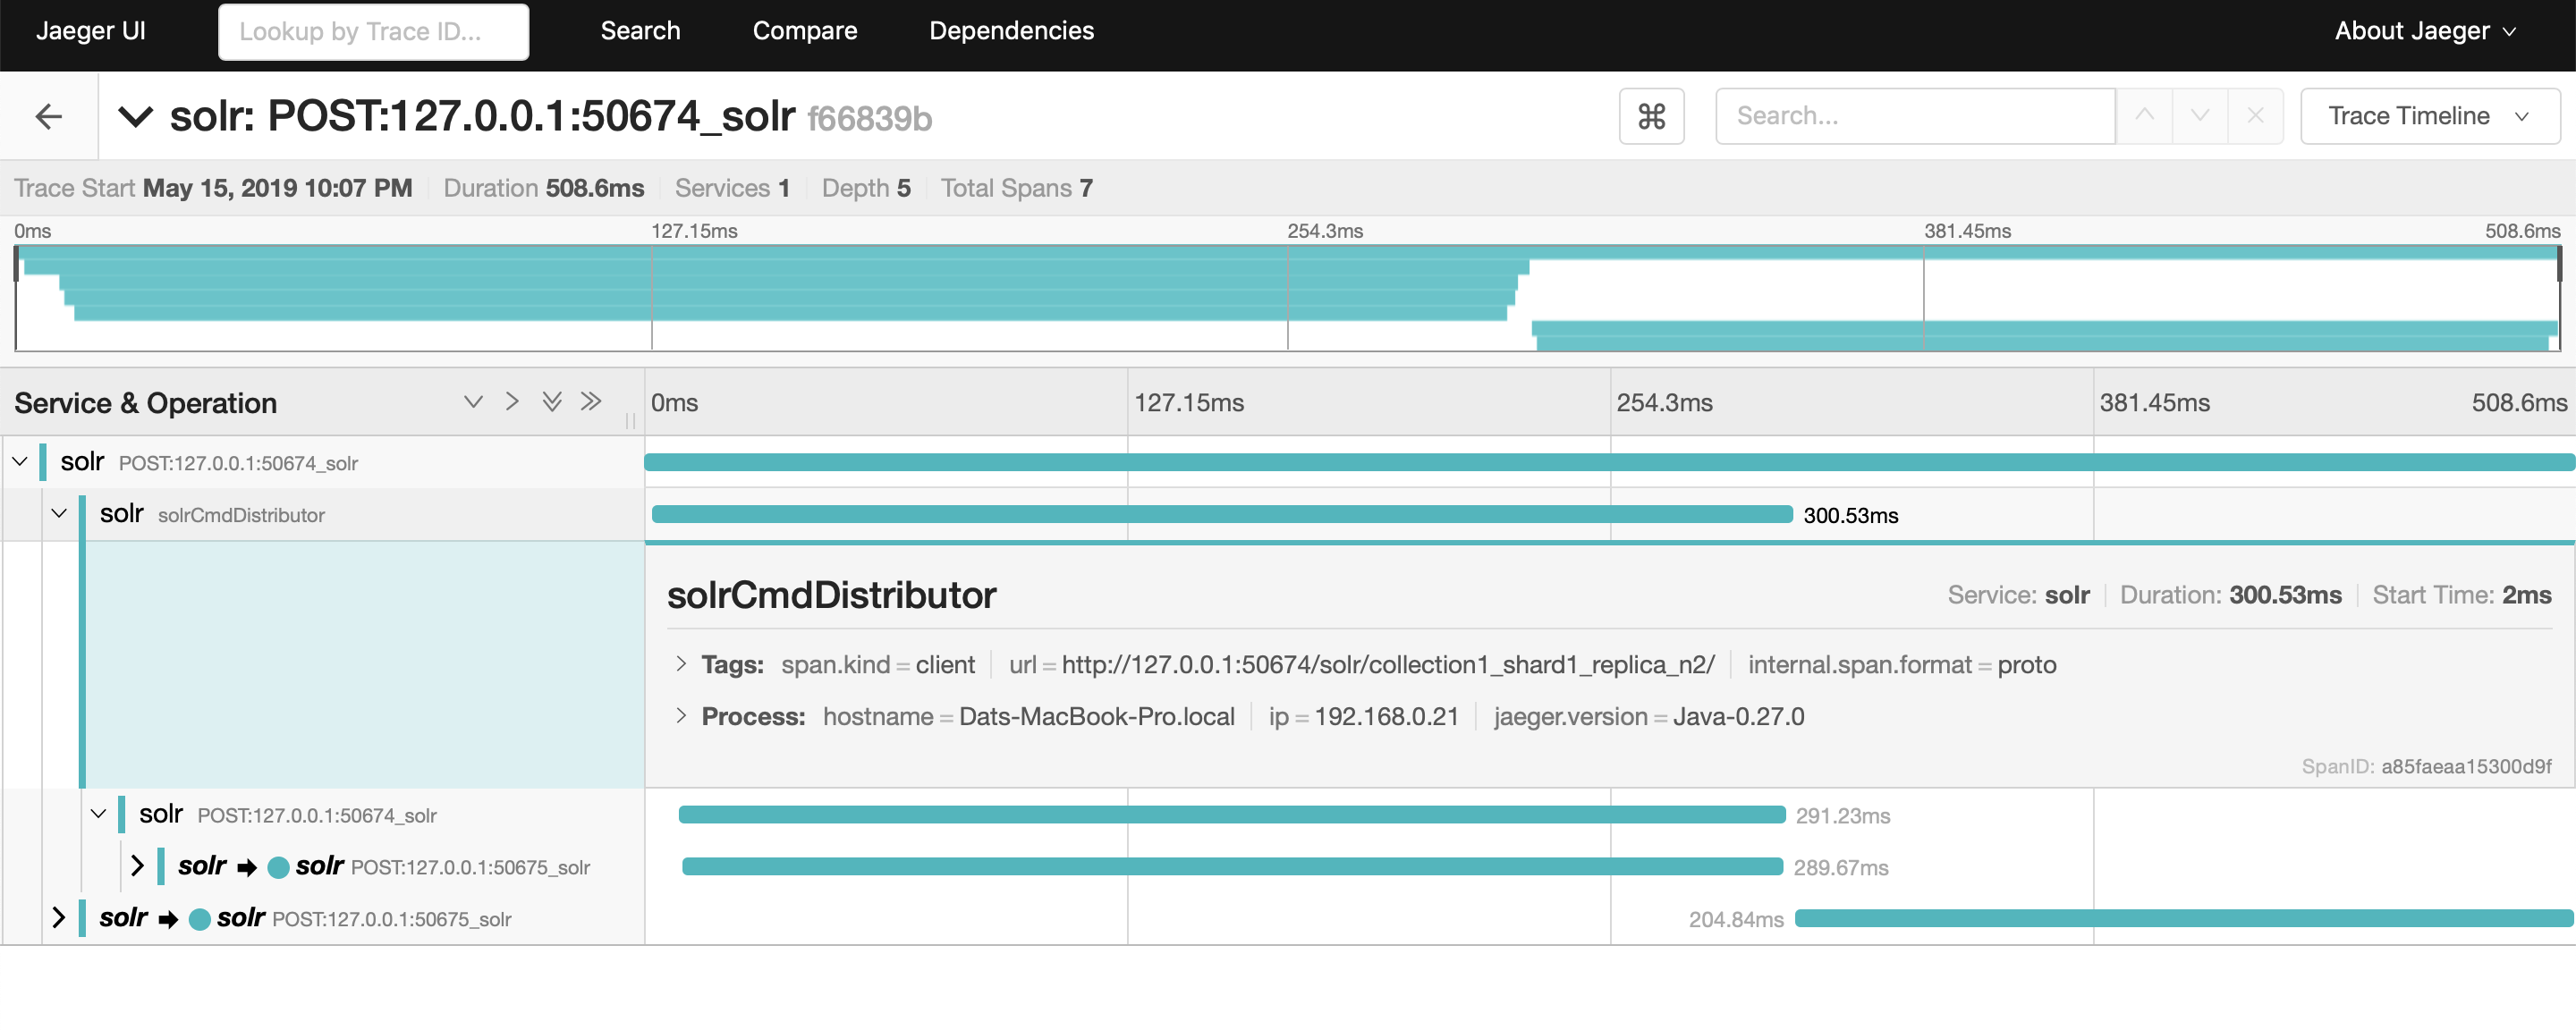 Jaeger UI Lookup by Trace ID... Search Compare Dependencies About Jaeger
solr: POST:127.0.0.1:50674_solr f66839b ⌘ Search... Trace Timeline
Trace Start May 15, 2019 10:07 PM Duration 508.6ms Services 1 Depth 5 Total Spans 7
0ms 127.15ms 254.3ms 381.45ms 508.6ms
Service & Operation 0ms 127.15ms 254.3ms 381.45ms 508.6ms
solr POST:127.0.0.1:50674_solr
solr solrCmdDistributor 300.53ms
solrCmdDistributor Service: solr Duration: 300.53ms Start Time: 2ms
Tags: span.kind = client url = http://127.0.0.1:50674/solr/collection1_shard1_replica_n2/ internal.span.format = proto
Process: hostname = Dats-MacBook-Pro.local ip = 192.168.0.21 jaeger.version = Java-0.27.0
SpanID: a85faeaa15300d9f
solr POST:127.0.0.1:50674_solr 291.23ms
solr ➡ solr POST:127.0.0.1:50675_solr 289.67ms
solr ➡ solr POST:127.0.0.1:50675_solr 204.84ms